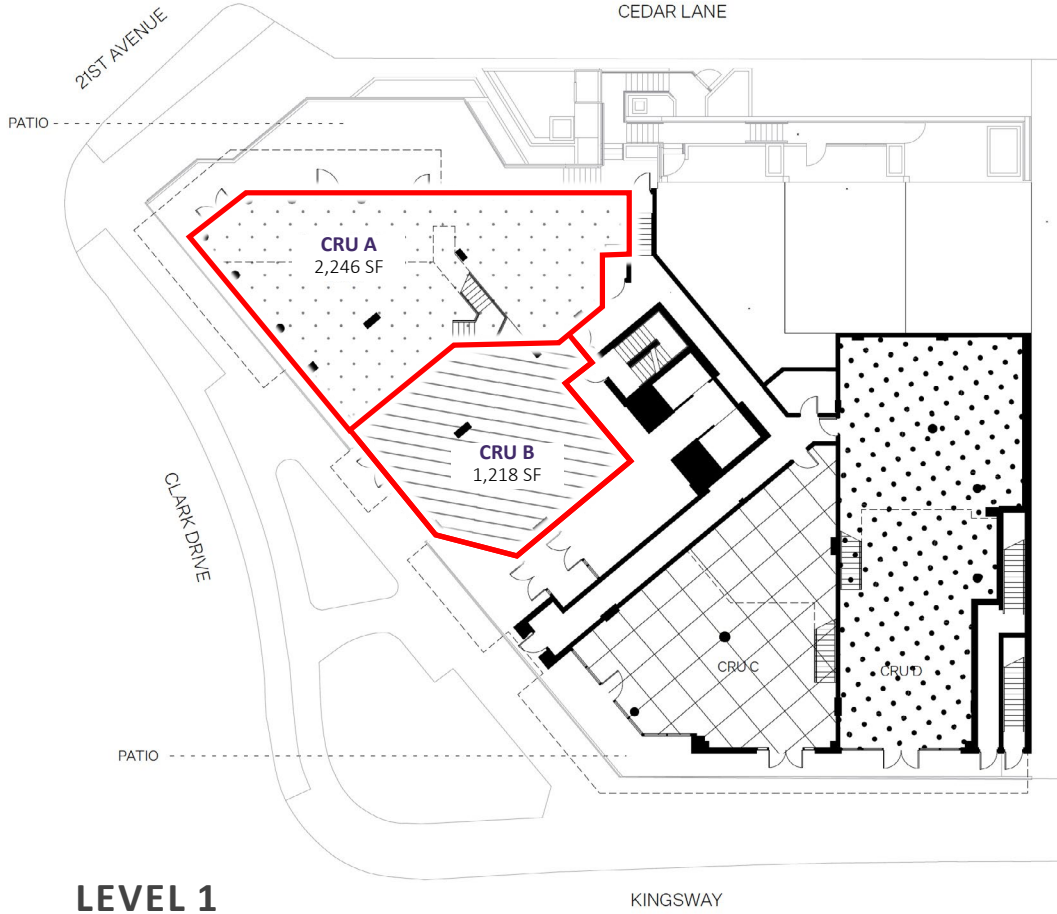 CEDAR LANE
21ST AVENUE
PATIO
CRU A
2,246 SF
CRU B
1,218 SF
CLARK DRIVE
CRU C
CRU D
PATIO
LEVEL 1
KINGSWAY